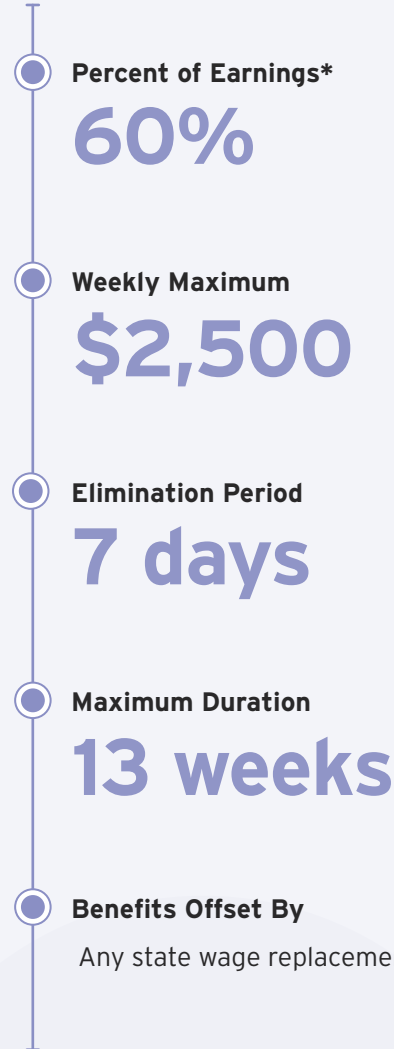 Percent of Earnings*
60%
Weekly Maximum
$2,500
Elimination Period
7 days
Maximum Duration
13 weeks
Benefits Offset By
Any state wage